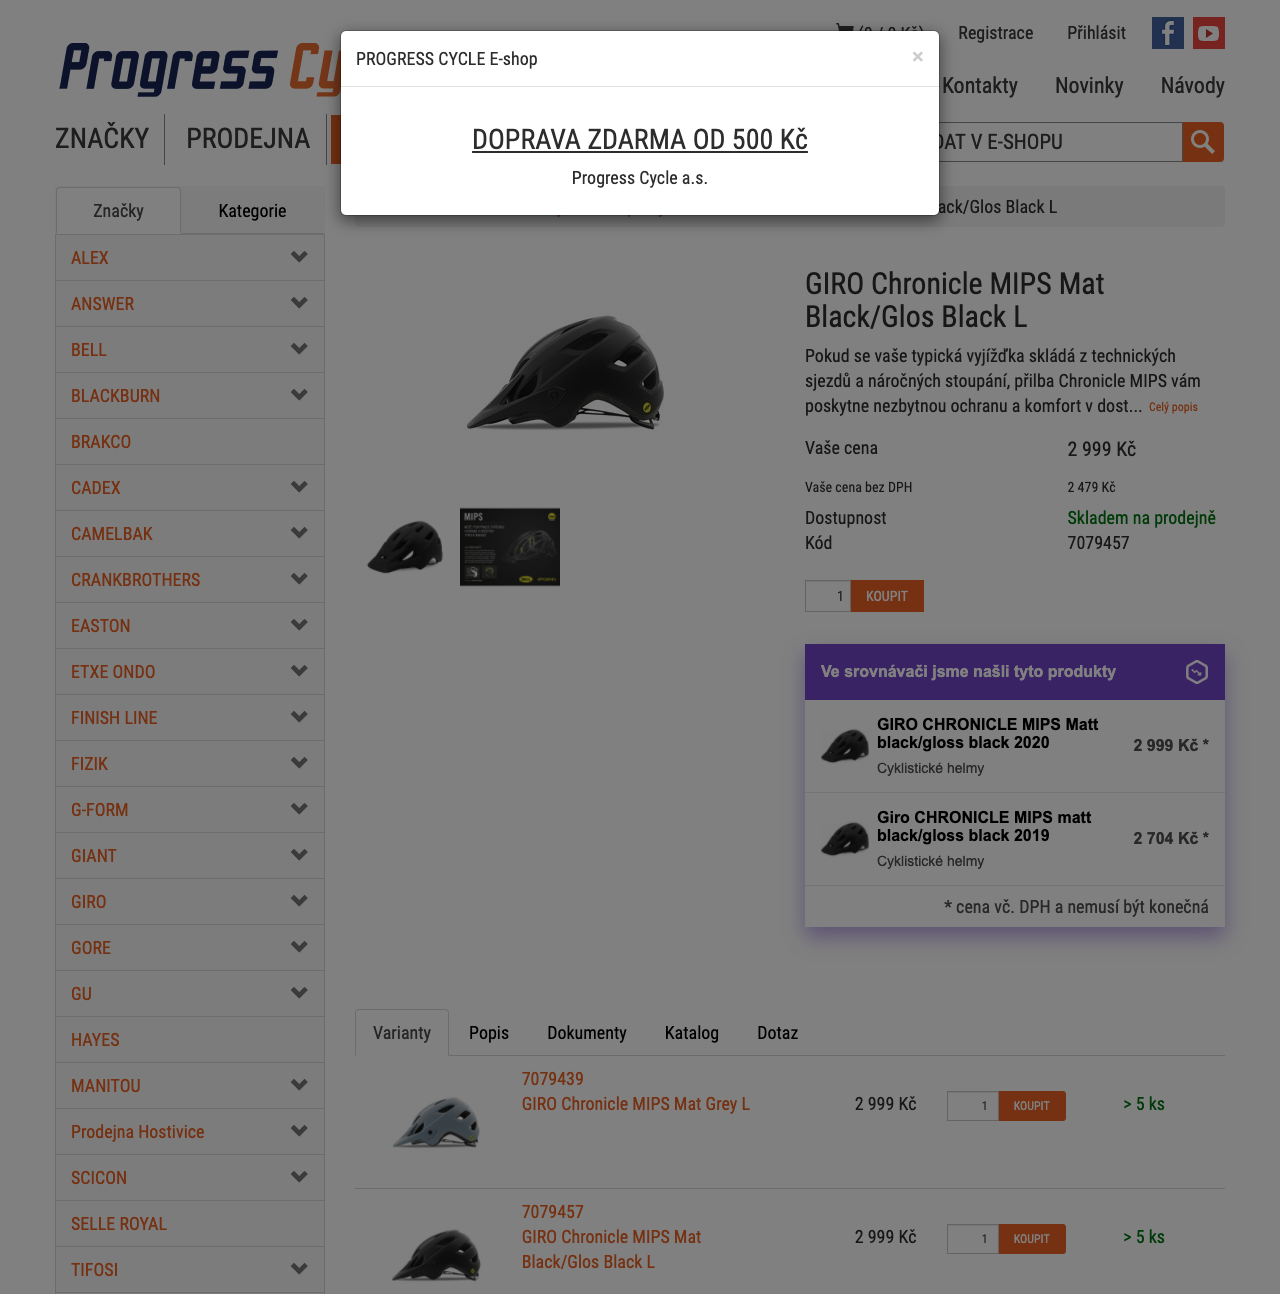 (0 / 0 Kč)
Registrace
Přihlásit
Progress Cy
PROGRESS CYCLE E-shop
×
Kontakty
Novinky
Návody
DOPRAVA ZDARMA OD 500 Kč
Progress Cycle a.s.
ZNAČKY
PRODEJNA
DAT V E-SHOPU
Značky
Kategorie
ack/Glos Black L
ALEX
ANSWER
BELL
BLACKBURN
BRAKCO
CADEX
CAMELBAK
CRANKBROTHERS
EASTON
ETXE ONDO
FINISH LINE
FIZIK
G-FORM
GIANT
GIRO
GORE
GU
HAYES
MANITOU
Prodejna Hostivice
SCICON
SELLE ROYAL
TIFOSI
MIPS
GIRO Chronicle MIPS Mat
Black/Glos Black L
Pokud se vaše typická vyjížďka skládá z technických
sjezdů a náročných stoupání, přilba Chronicle MIPS vám
poskytne nezbytnou ochranu a komfort v dost... Celý popis
Vaše cena
2 999 Kč
Vaše cena bez DPH
2 479 Kč
Dostupnost
Skladem na prodejně
Kód
7079457
1
KOUPIT
Ve srovnávači jsme našli tyto produkty
GIRO CHRONICLE MIPS Matt
black/gloss black 2020
2 999 Kč *
Cyklistické helmy
Giro CHRONICLE MIPS matt
black/gloss black 2019
2 704 Kč *
Cyklistické helmy
* cena vč. DPH a nemusí být konečná
Varianty
Popis
Dokumenty
Katalog
Dotaz
7079439
GIRO Chronicle MIPS Mat Grey L
2 999 Kč
1
KOUPIT
> 5 ks
7079457
GIRO Chronicle MIPS Mat
Black/Glos Black L
2 999 Kč
1
KOUPIT
> 5 ks